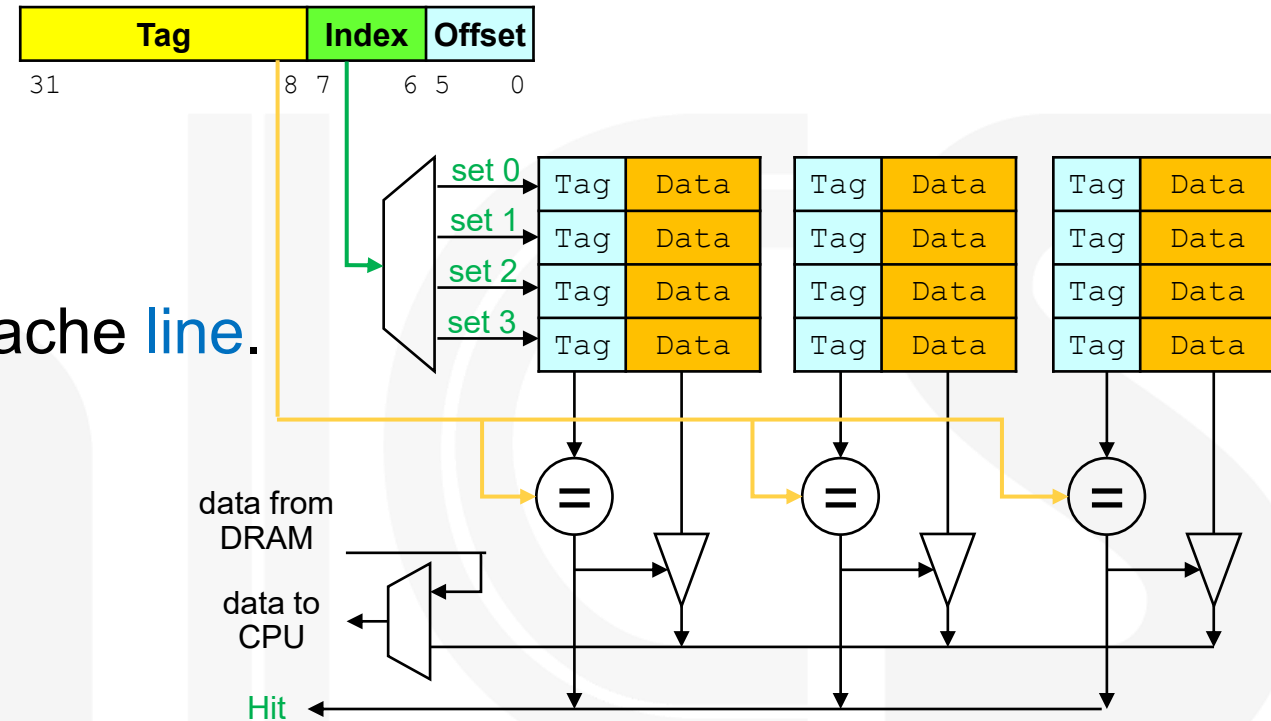 Tag Index Offset
31 8 7 6 5 0
set 0 Tag Data Tag Data Tag Data
set 1 Tag Data Tag Data Tag Data
set 2 Tag Data Tag Data Tag Data
set 3 Tag Data Tag Data Tag Data
ache line.
= = =
data from
DRAM
data to
CPU
Hit